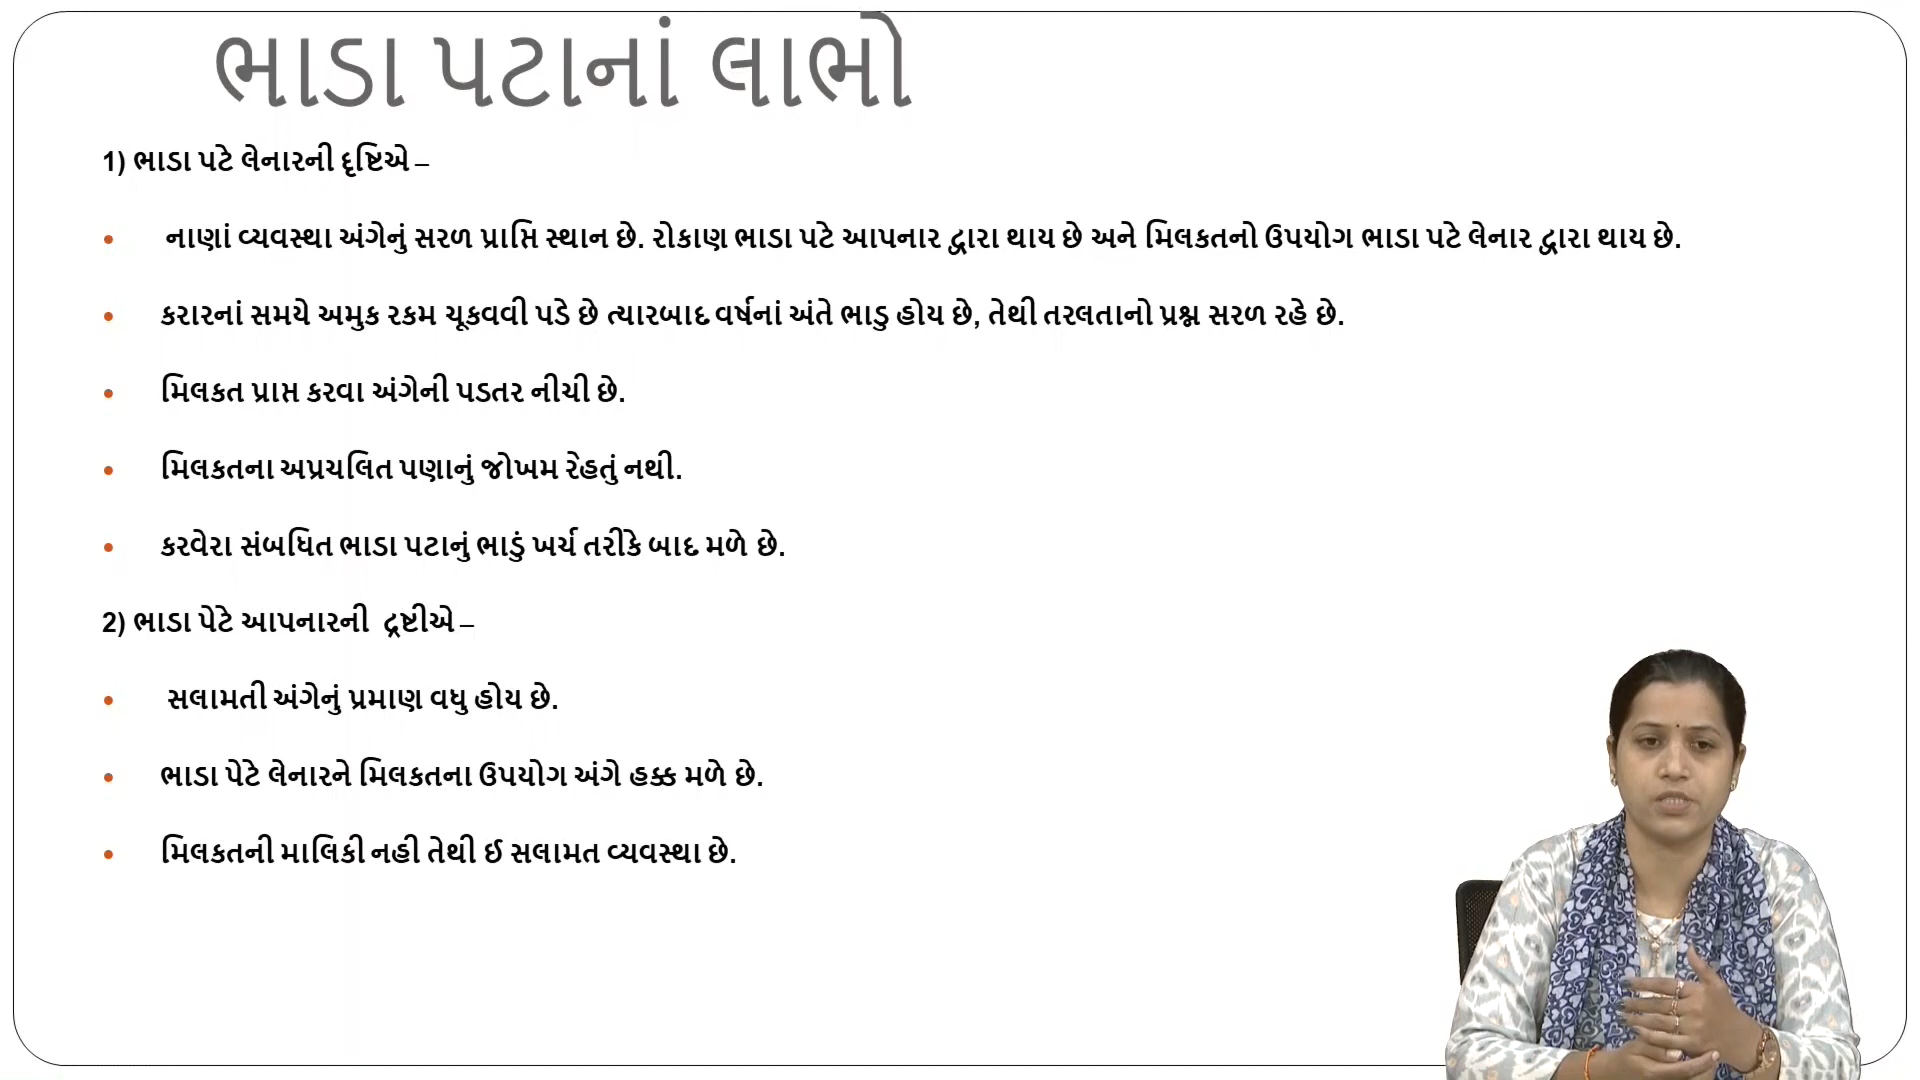 ભાડા પટાનાં લાભો
1) ભાડા પટે લેનારની દૃષ્ટિએ –
• નાણાં વ્યવસ્થા અંગેનું સરળ પ્રાપ્તિ સ્થાન છે. રોકાણ ભાડા પટે આપનાર દ્વારા થાય છે અને મિલકતનો ઉપયોગ ભાડા પટે લેનાર દ્વારા થાય છે.
• કરારનાં સમયે અમુક રકમ ચૂકવવી પડે છે ત્યારબાદ વર્ષનાં અંતે ભાડુ હોય છે, તેથી તરલતાનો પ્રશ્ન સરળ રહે છે.
• મિલકત પ્રાપ્ત કરવા અંગેની પડતર નીચી છે.
• મિલકતના અપ્રચલિત પણાનું જોખમ રેહતું નથી.
• કરવેરા સંબધિત ભાડા પટાનું ભાડું ખર્ચ તરીકે બાદ મળે છે.
2) ભાડા પેટે આપનારની દ્રષ્ટીએ –
• સલામતી અંગેનું પ્રમાણ વધુ હોય છે.
• ભાડા પેટે લેનારને મિલકતના ઉપયોગ અંગે હક્ક મળે છે.
• મિલકતની માલિકી નહી તેથી ઈ સલામત વ્યવસ્થા છે.